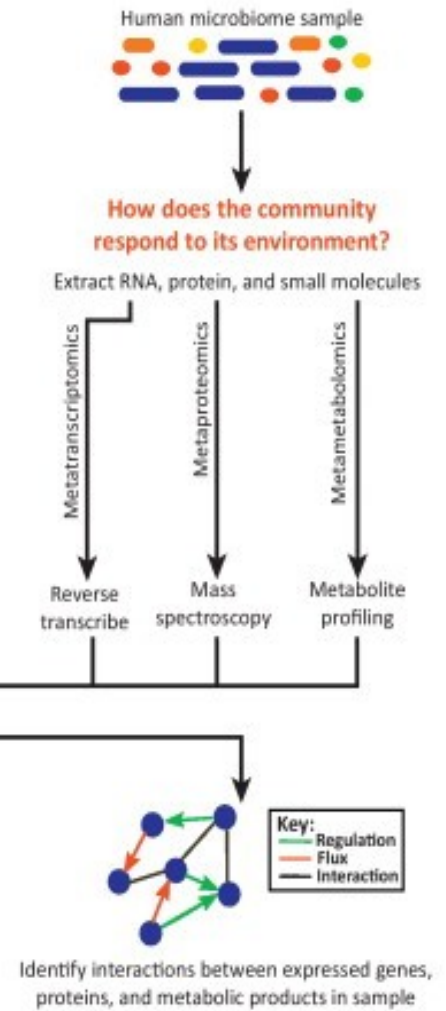 Human microbiome sample
How does the community
respond to its environment?
Extract RNA, protein, and small molecules
Metatranscriptomics
Metaproteomics
Metametabolomics
Reverse
transcribe
Mass
spectroscopy
Metabolite
profiling
Key:
Regulation
Flux
Interaction
Identify interactions between expressed genes,
proteins, and metabolic products in sample